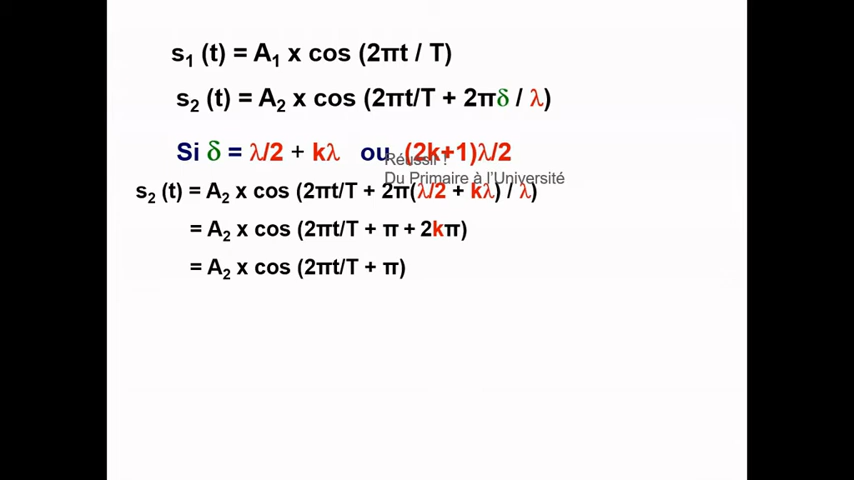 s₁ (t) = A₁ x cos (2πt / T)
s₂ (t) = A₂ x cos (2πt/T + 2πδ / λ)
Si δ = λ/2 + kλ ou (2k+1)λ/2
Réussir !
Du Primaire à l'Université
s₂ (t) = A₂ x cos (2πt/T + 2π(λ/2 + kλ) / λ)
= A₂ x cos (2πt/T + π + 2kπ)
= A₂ x cos (2πt/T + π)